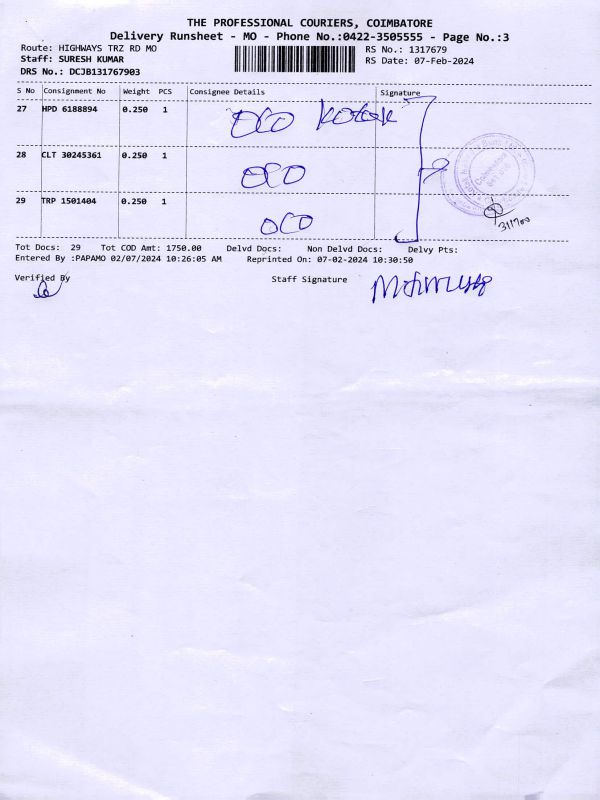 THE PROFESSIONAL COURIERS, COIMBATORE
Delivery Runsheet - MO - Phone No.:0422-3505555 - Page No.:3
Route: HIGHWAYS TRZ RD MO RS No.: 1317679
Staff: SURESH KUMAR RS Date: 07-Feb-2024
DRS No.: DCJB131767903
S No Consignment No Weight PCS Consignee Details Signature
27 HPD 6188894 0.250 1 OCO Kotak
28 CLT 30245361 0.250 1 OCO
29 TRP 1501404 0.250 1 OCO
Coimbatore
31700
Tot Docs: 29 Tot COD Amt: 1750.00 Delvd Docs: Non Delvd Docs: Delvy Pts:
Entered By :PAPAMO 02/07/2024 10:26:05 AM Reprinted On: 07-02-2024 10:30:50
Verified By Staff Signature